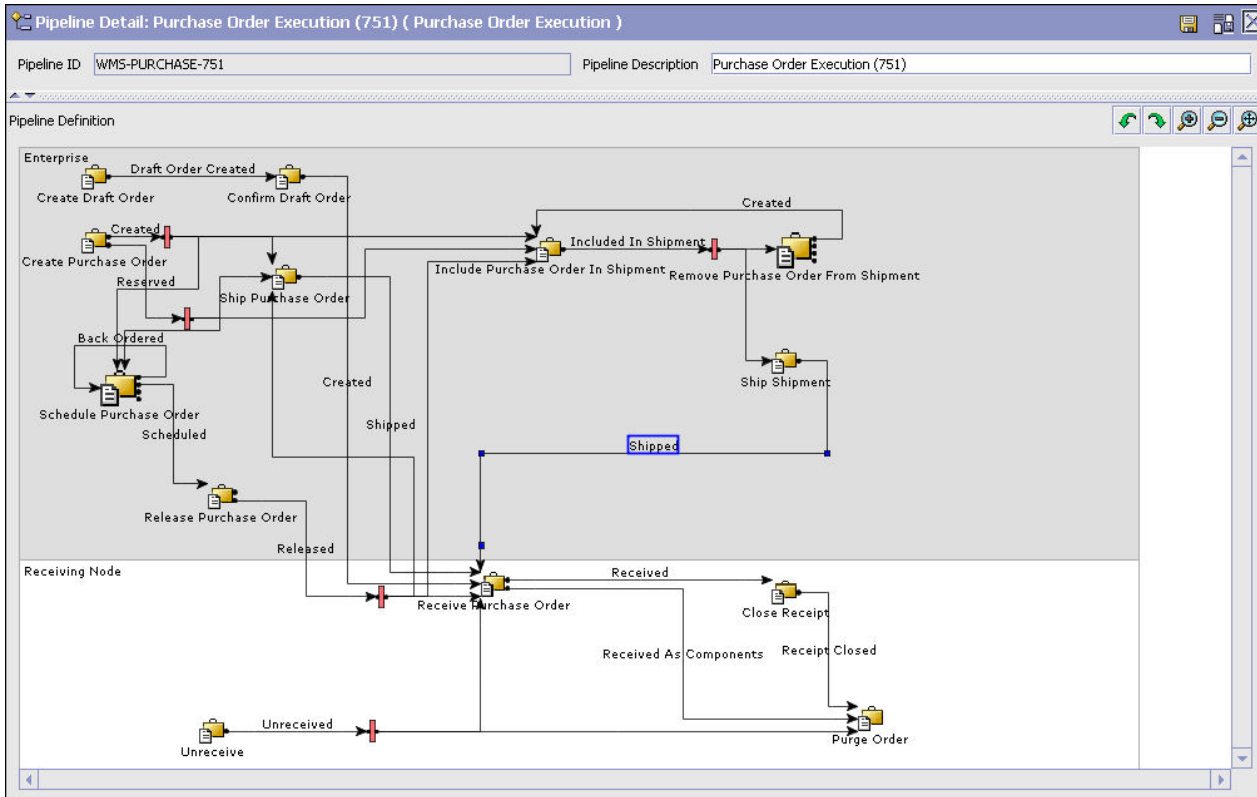 Pipeline Detail: Purchase Order Execution (751) ( Purchase Order Execution )
Pipeline ID WMS-PURCHASE-751 Pipeline Description Purchase Order Execution (751)
Pipeline Definition
Enterprise
Draft Order Created
Create Draft Order Confirm Draft Order
Created
Created
Included In Shipment
Create Purchase Order Include Purchase Order In Shipment Remove Purchase Order From Shipment
Reserved
Ship Purchase Order
Back Ordered
Created Ship Shipment
Schedule Purchase Order
Shipped
Scheduled
Shipped
Release Purchase Order
Released
Receiving Node Received
Receive Purchase Order Close Receipt
Received As Components Receipt Closed
Unreceived
Purge Order
Unreceive